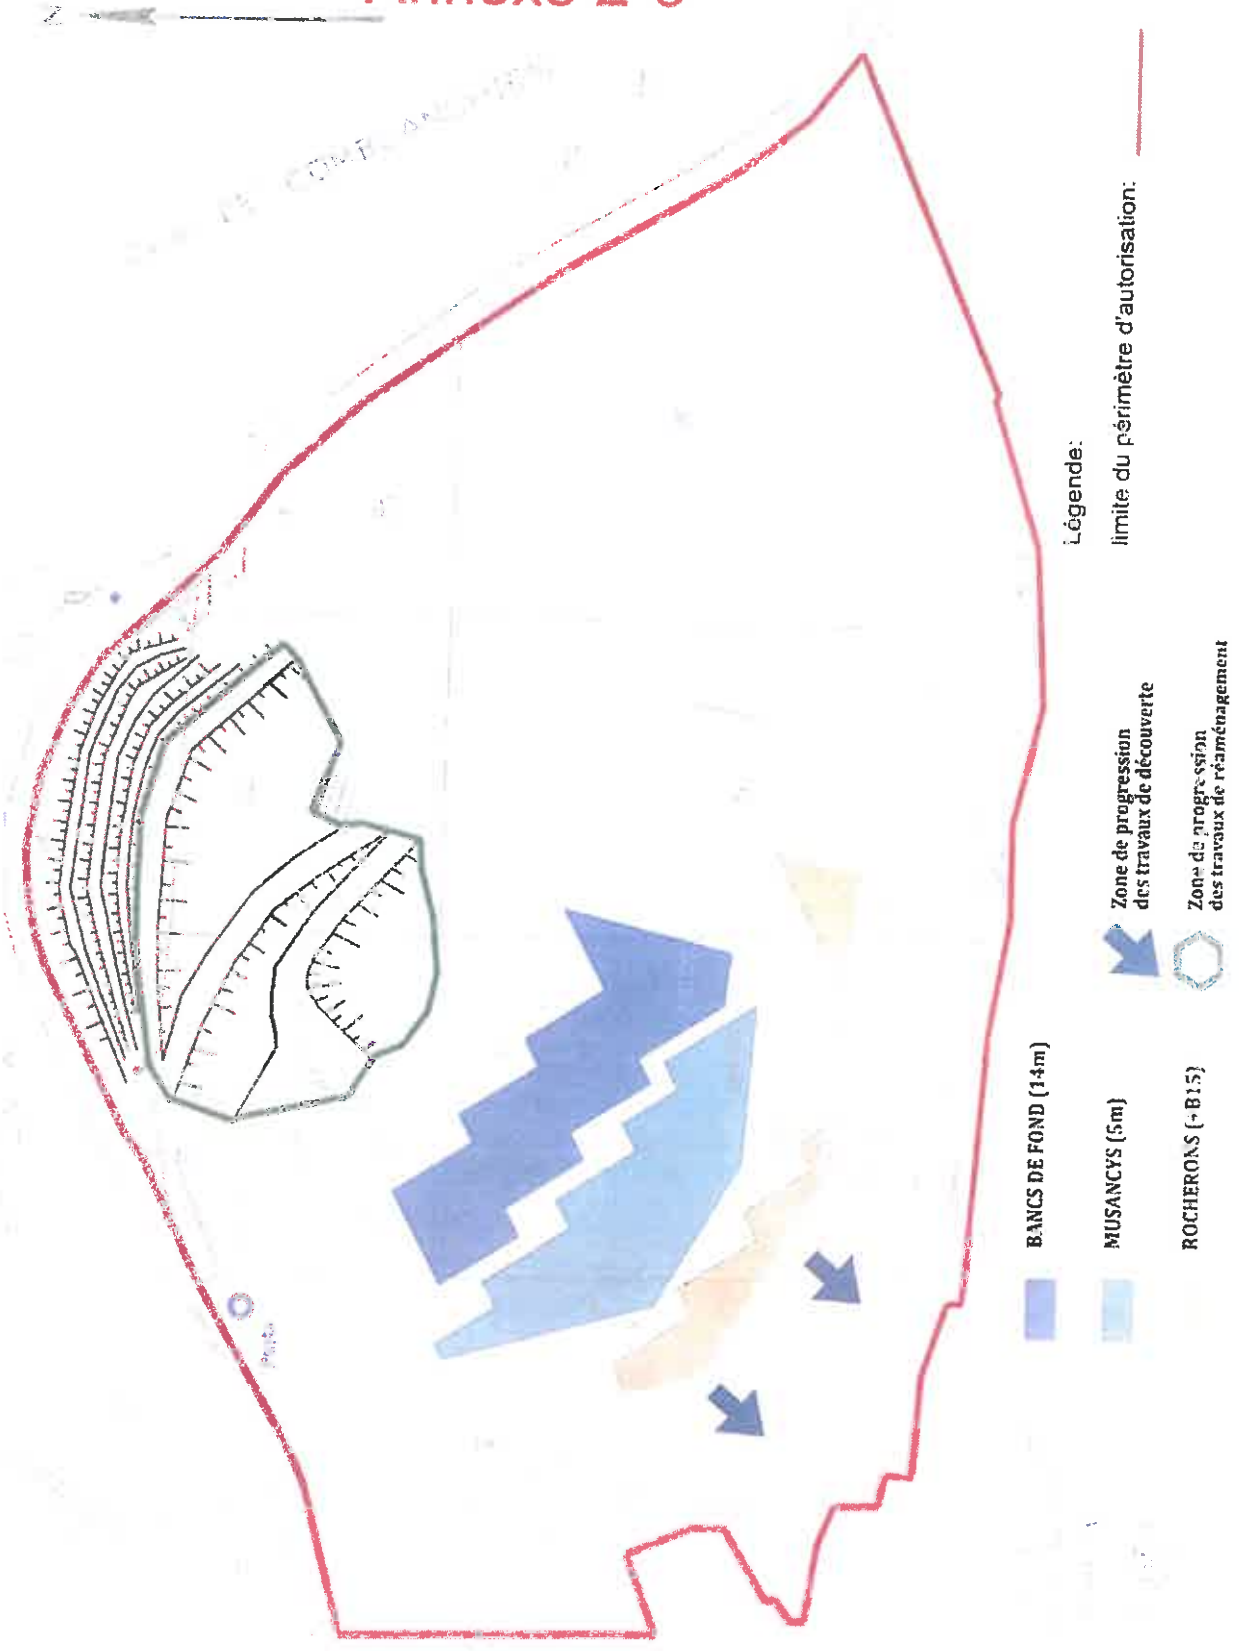 Légende:
limite du périmètre d'autorisation:
Zone de progression
des travaux de découverte
Zone de progression
des travaux de réaménagement
BANCS DE FOND (14m)
MUSANCYS (5m)
ROCHERONS (+B15)